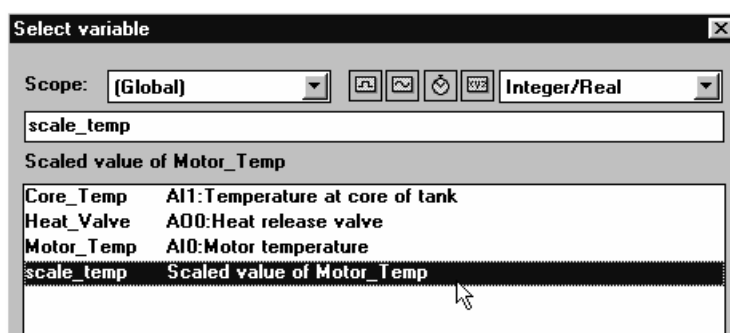 Select variable
Scope: (Global) xyz Integer/Real
scale_temp
Scaled value of Motor_Temp
Core_Temp AI1:Temperature at core of tank
Heat_Valve AO0:Heat release valve
Motor_Temp AI0:Motor temperature
scale_temp Scaled value of Motor_Temp